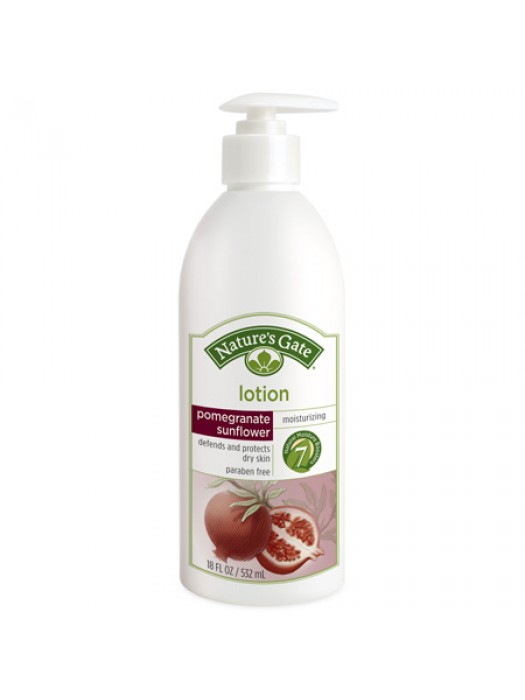 Nature's Gate
lotion
pomegranate
sunflower
moisturizing
defends and protects
dry skin
paraben free
7
18 FL OZ / 532 mL